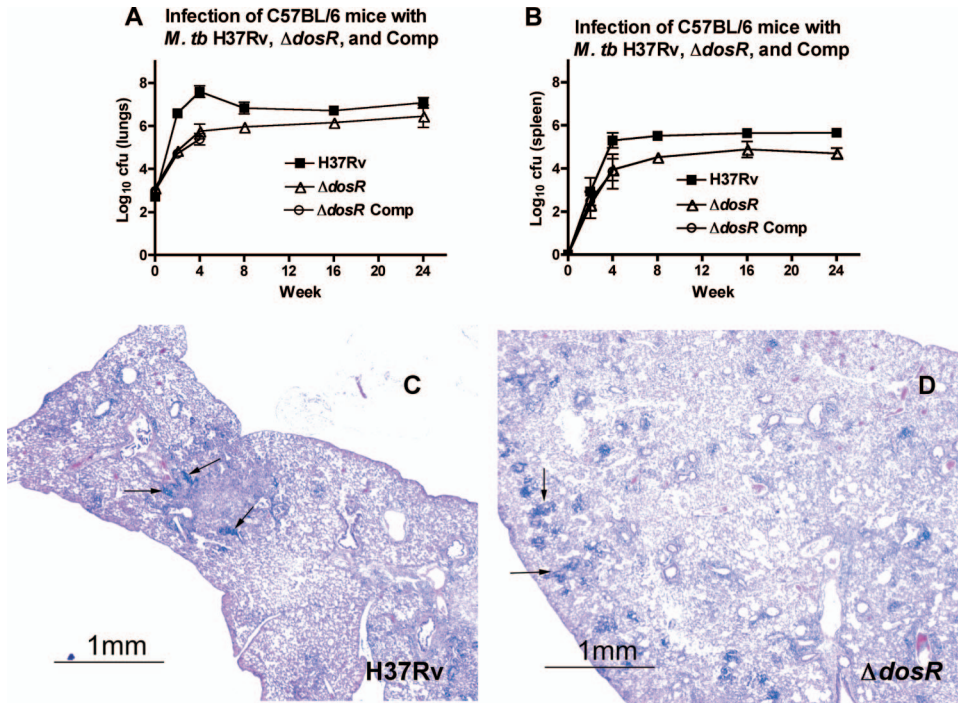 A
Infection of C57BL/6 mice with
M. tb H37Rv, ΔdosR, and Comp
Log10 cfu (lungs)
8
6
4
2
0
H37Rv
ΔdosR
ΔdosR Comp
0 4 8 12 16 20 24
Week
B
Infection of C57BL/6 mice with
M. tb H37Rv, ΔdosR, and Comp
Log10 cfu (spleen)
8
6
4
2
0
H37Rv
ΔdosR
ΔdosR Comp
0 4 8 12 16 20 24
Week
C
1mm
H37Rv
D
1mm
ΔdosR